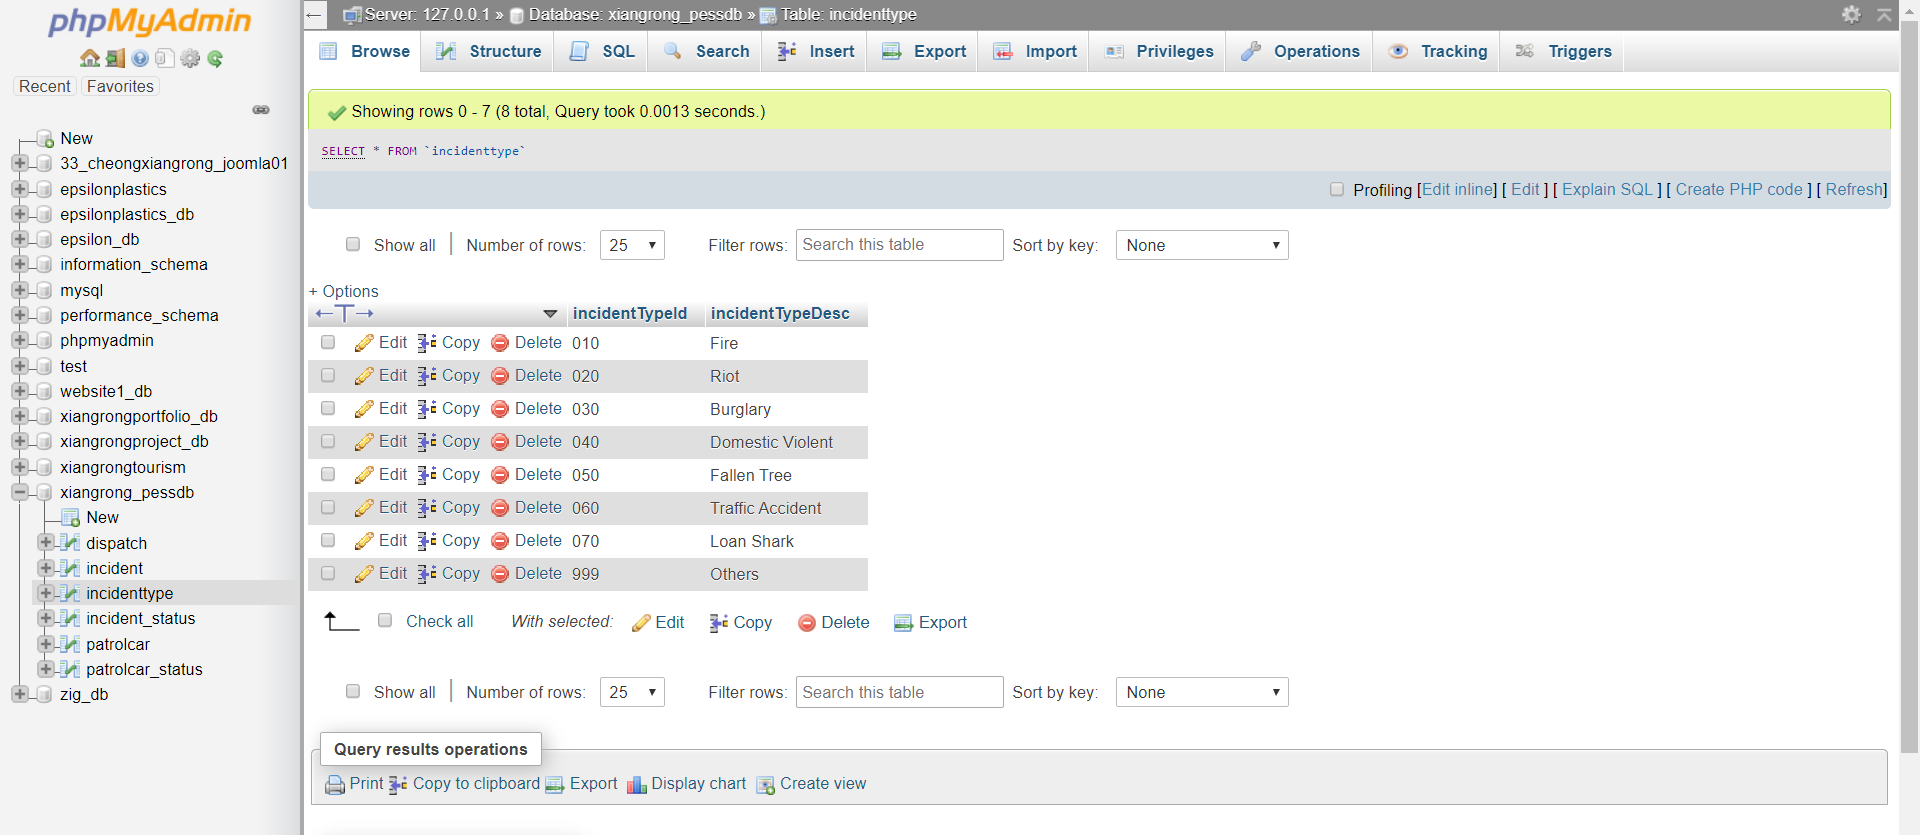 phpMyAdmin
Recent Favorites
New
33_cheongxiangrong_joomla01
epsilonplastics
epsilonplastics_db
epsilon_db
information_schema
mysql
performance_schema
phpmyadmin
test
website1_db
xiangrongportfolio_db
xiangrongproject_db
xiangrongtourism
xiangrong_pessdb
New
dispatch
incident
incidenttype
incident_status
patrolcar
patrolcar_status
zig_db
Server: 127.0.0.1 » Database: xiangrong_pessdb » Table: incidenttype
Browse Structure SQL Search Insert Export Import Privileges Operations Tracking Triggers
Showing rows 0 - 7 (8 total, Query took 0.0013 seconds.)
SELECT * FROM `incidenttype`
Profiling [Edit inline] [ Edit ] [ Explain SQL ] [ Create PHP code ] [ Refresh]
Show all | Number of rows: 25 Filter rows: Search this table Sort by key: None
+ Options
incidentTypeId incidentTypeDesc
Edit Copy Delete 010 Fire
Edit Copy Delete 020 Riot
Edit Copy Delete 030 Burglary
Edit Copy Delete 040 Domestic Violent
Edit Copy Delete 050 Fallen Tree
Edit Copy Delete 060 Traffic Accident
Edit Copy Delete 070 Loan Shark
Edit Copy Delete 999 Others
Check all With selected: Edit Copy Delete Export
Show all | Number of rows: 25 Filter rows: Search this table Sort by key: None
Query results operations
Print Copy to clipboard Export Display chart Create view